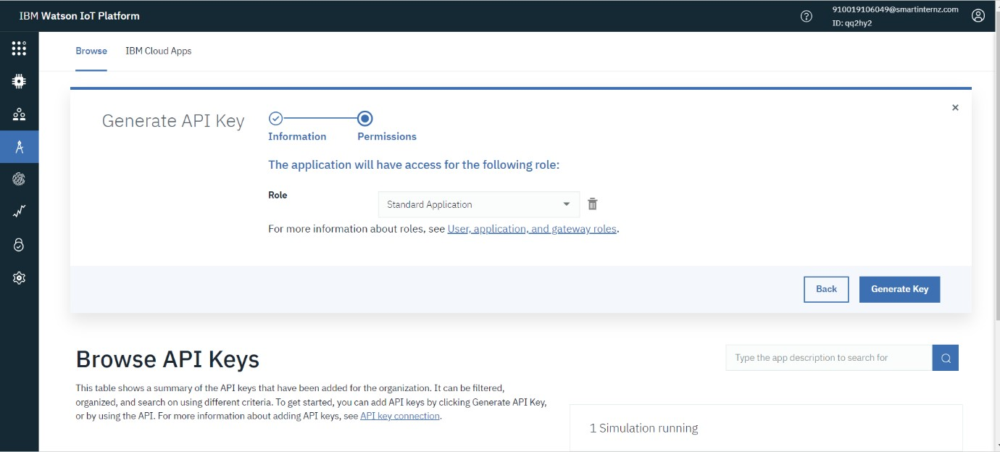 IBM Watson IoT Platform
910019106049@smartinternz.com
ID: qq2hy2
Browse
IBM Cloud Apps
Generate API Key
Information
Permissions
The application will have access for the following role:
Role
Standard Application
For more information about roles, see User, application, and gateway roles.
Back
Generate Key
Browse API Keys
Type the app description to search for
This table shows a summary of the API keys that have been added for the organization. It can be filtered,
organized, and search on using different criteria. To get started, you can add API keys by clicking Generate API Key,
or by using the API. For more information about adding API keys, see API key connection.
1 Simulation running